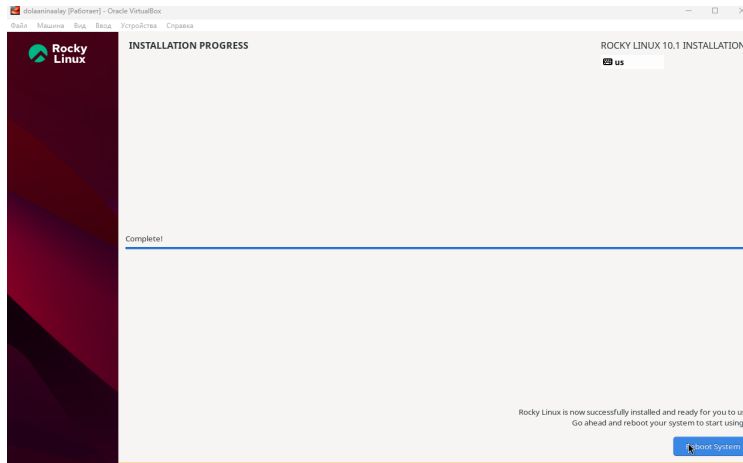 dolaaninaalay [Работает] - Oracle VirtualBox
Файл Машина Вид Ввод Устройства Справка
Rocky
Linux
INSTALLATION PROGRESS
ROCKY LINUX 10.1 INSTALLATION
us
Complete!
Rocky Linux is now successfully installed and ready for you to u
Go ahead and reboot your system to start using
eboot System